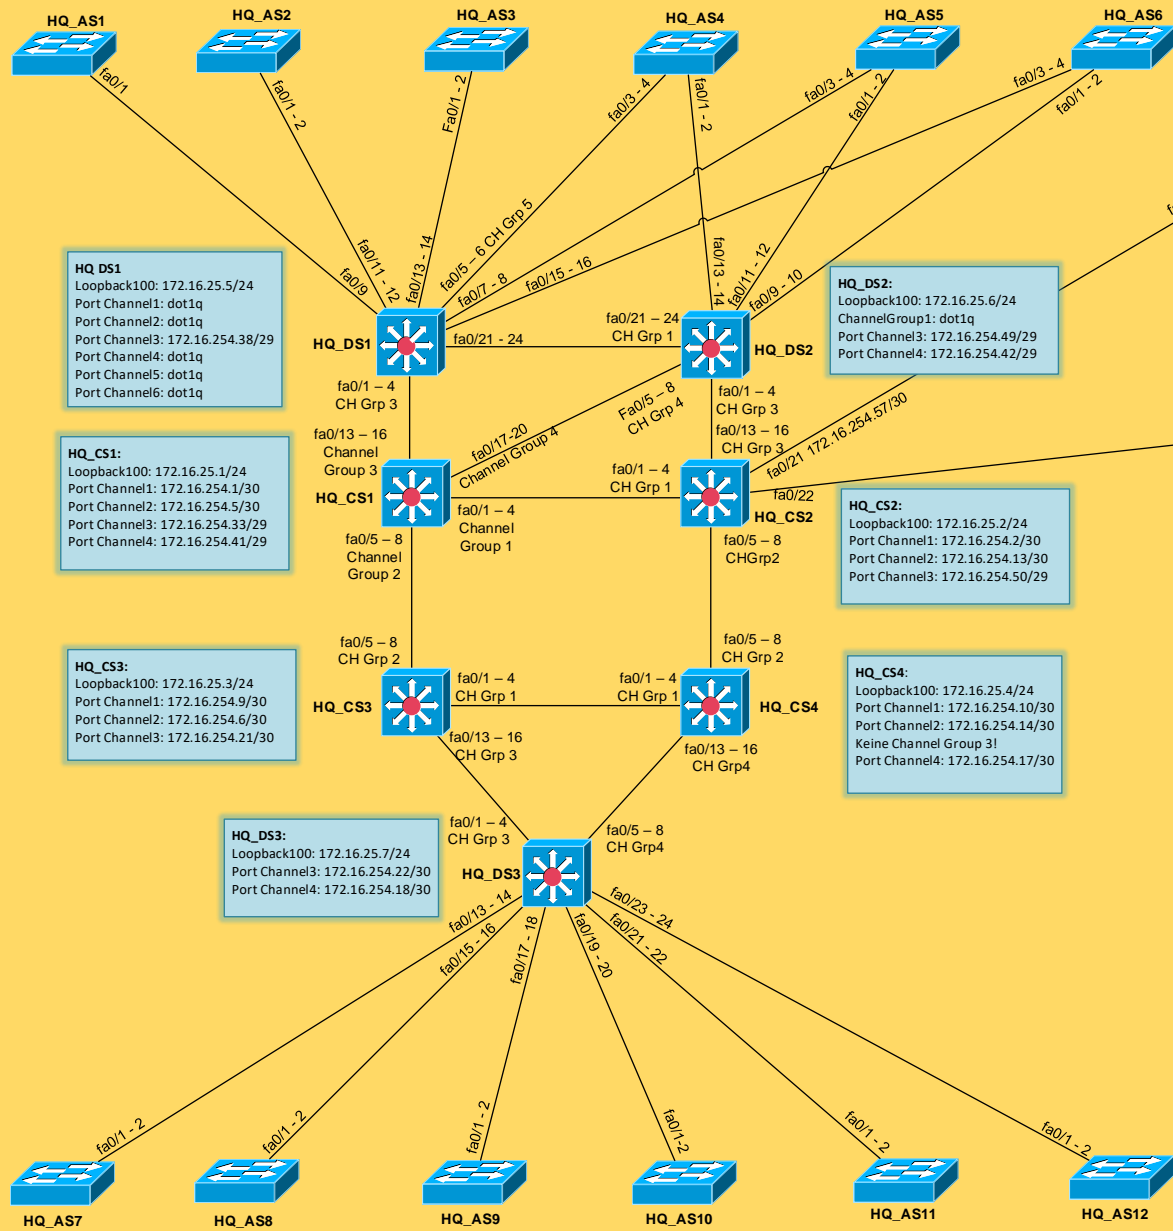 HQ_AS1
HQ_AS2
HQ_AS3
HQ_AS4
HQ_AS5
HQ_AS6
fa0/1
fa0/1 - 2
Fa0/1 - 2
fa0/3 - 4
fa0/1 - 2
fa0/3 - 4
fa0/1 - 2
fa0/3 - 4
fa0/1 - 2
fa0/9
fa0/11 - 12
fa0/13 - 14
fa0/5 – 6 CH Grp 5
fa0/7 - 8
fa0/15 - 16
fa0/13 - 14
fa0/11 - 12
fa0/9 - 10
HQ DS1
Loopback100: 172.16.25.5/24
Port Channel1: dot1q
Port Channel2: dot1q
Port Channel3: 172.16.254.38/29
Port Channel4: dot1q
Port Channel5: dot1q
Port Channel6: dot1q
HQ_DS2:
Loopback100: 172.16.25.6/24
ChannelGroup1: dot1q
Port Channel3: 172.16.254.49/29
Port Channel4: 172.16.254.42/29
HQ_DS1
fa0/21 - 24
fa0/21 - 24
CH Grp 1
HQ_DS2
fa0/1 – 4
CH Grp 3
Fa0/5 – 8
CH Grp 4
fa0/1 – 4
CH Grp 3
fa0/13 – 16
Channel
Group 3
fa0/17-20
Channel Group 4
fa0/13 – 16
CH Grp 3
fa0/21 172.16.254.57/30
HQ_CS1:
Loopback100: 172.16.25.1/24
Port Channel1: 172.16.254.1/30
Port Channel2: 172.16.254.5/30
Port Channel3: 172.16.254.33/29
Port Channel4: 172.16.254.41/29
HQ_CS1
fa0/1 – 4
CH Grp 1
fa0/22
HQ_CS2
fa0/1 – 4
Channel
Group 1
fa0/5 – 8
Channel
Group 2
fa0/5 – 8
CHGrp2
HQ_CS2:
Loopback100: 172.16.25.2/24
Port Channel1: 172.16.254.2/30
Port Channel2: 172.16.254.13/30
Port Channel3: 172.16.254.50/29
fa0/5 – 8
CH Grp 2
fa0/5 – 8
CH Grp 2
HQ_CS3:
Loopback100: 172.16.25.3/24
Port Channel1: 172.16.254.9/30
Port Channel2: 172.16.254.6/30
Port Channel3: 172.16.254.21/30
HQ_CS3
fa0/1 – 4
CH Grp 1
fa0/1 – 4
CH Grp 1
HQ_CS4
HQ_CS4:
Loopback100: 172.16.25.4/24
Port Channel1: 172.16.254.10/30
Port Channel2: 172.16.254.14/30
Keine Channel Group 3!
Port Channel4: 172.16.254.17/30
fa0/13 – 16
CH Grp 3
fa0/13 – 16
CH Grp4
HQ_DS3:
Loopback100: 172.16.25.7/24
Port Channel3: 172.16.254.22/30
Port Channel4: 172.16.254.18/30
fa0/1 – 4
CH Grp 3
fa0/5 – 8
CH Grp4
HQ_DS3
fa0/13 - 14
fa0/15 - 16
fa0/17 - 18
fa0/19 - 20
fa0/21 - 22
fa0/23 - 24
fa0/1 - 2
fa0/1 - 2
fa0/1 - 2
fa0/1-2
fa0/1 - 2
fa0/1 - 2
HQ_AS7
HQ_AS8
HQ_AS9
HQ_AS10
HQ_AS11
HQ_AS12